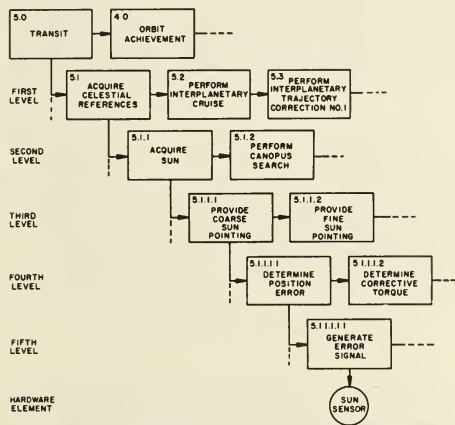 5.0
TRANSIT
4.0
ORBIT
ACHIEVEMENT
FIRST
LEVEL
5.1
ACQUIRE
CELESTIAL
REFERENCES
5.2
PERFORM
INTERPLANETARY
CRUISE
5.3
PERFORM
INTERPLANETARY
TRAJECTORY
CORRECTION NO.1
SECOND
LEVEL
5.1.1
ACQUIRE
SUN
5.1.2
PERFORM
CANOPUS
SEARCH
THIRD
LEVEL
5.1.1.1
PROVIDE
COARSE
SUN
POINTING
5.1.1.2
PROVIDE
FINE
SUN
POINTING
FOURTH
LEVEL
5.1.1.1.1
DETERMINE
POSITION
ERROR
5.1.1.1.2
DETERMINE
CORRECTIVE
TORQUE
FIFTH
LEVEL
5.1.1.1.1.1
GENERATE
ERROR
SIGNAL
HARDWARE
ELEMENT
SUN
SENSOR